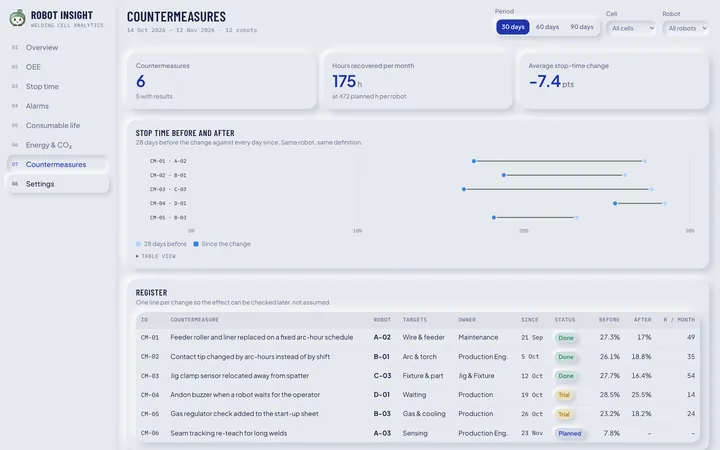 ROBOT INSIGHT
WELDING CELL ANALYTICS
01 Overview
02 OEE
03 Stop time
04 Alarms
05 Consumable life
06 Energy & CO₂
07 Countermeasures
08 Settings
COUNTERMEASURES
14 Oct 2026 – 12 Nov 2026 · 12 robots
Period
30 days 60 days 90 days
Cell
All cells
Robot
All robots
Countermeasures
6
5 with results
Hours recovered per month
175 h
at 472 planned h per robot
Average stop-time change
-7.4 pts
STOP TIME BEFORE AND AFTER
28 days before the change against every day since. Same robot, same definition.
CM-01 · A-02
CM-02 · B-01
CM-03 · C-03
CM-04 · D-01
CM-05 · B-03
0% 10% 20% 30%
28 days before Since the change
▶ TABLE VIEW
REGISTER
One line per change so the effect can be checked later, not assumed.
ID COUNTERMEASURE ROBOT TARGETS OWNER SINCE STATUS BEFORE AFTER H / MONTH
CM-01 Feeder roller and liner replaced on a fixed arc-hour schedule A-02 Wire & feeder Maintenance 21 Sep Done 27.3% 17% 49
CM-02 Contact tip changed by arc-hours instead of by shift B-01 Arc & torch Production Eng. 5 Oct Done 26.1% 18.8% 35
CM-03 Jig clamp sensor relocated away from spatter C-03 Fixture & part Jig & Fixture 12 Oct Done 27.7% 16.4% 54
CM-04 Andon buzzer when a robot waits for the operator D-01 Waiting Production 19 Oct Trial 28.5% 25.5% 14
CM-05 Gas regulator check added to the start-up sheet B-03 Gas & cooling Production 26 Oct Trial 23.2% 18.2% 24
CM-06 Seam tracking re-teach for long welds A-03 Sensing Production Eng. 23 Nov Planned 7.8% – –